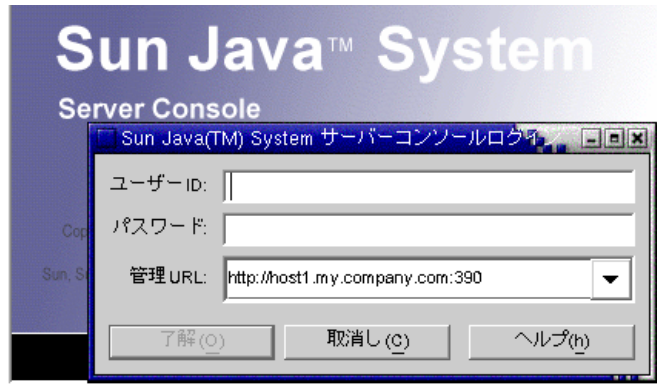 Sun Java™ System
Server Console
Sun Java(TM) System サーバーコンソールログイン
ユーザーID:
パスワード:
Cop
管理URL: http://host1.my.company.com:390
Sun, S
了解(O) 取消し(C) ヘルプ(h)